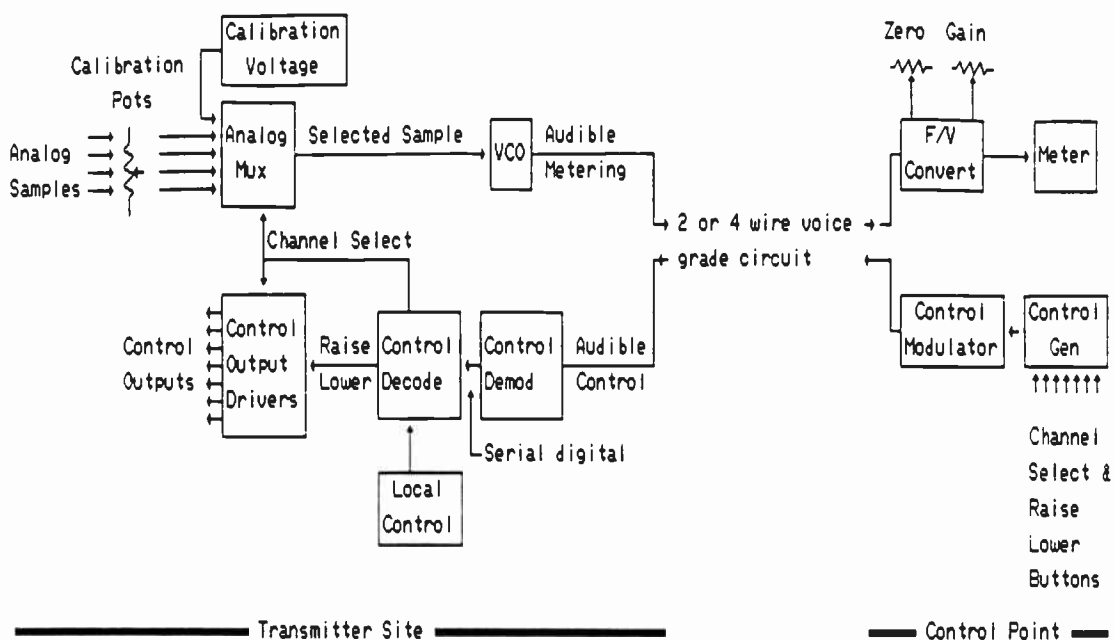 Calibration
Voltage
Zero Gain
Calibration
Pots
Analog
Samples
Analog
Mux
Selected Sample
VCO
Audible
Metering
F/V
Convert
Meter
2 or 4 wire voice
grade circuit
Channel Select
Control
Outputs
Control
Output
Drivers
Raise
Lower
Control
Decode
Control
Demod
Audible
Control
Control
Modulator
Control
Gen
Serial digital
Local
Control
Channel
Select &
Raise
Lower
Buttons
Transmitter Site
Control Point